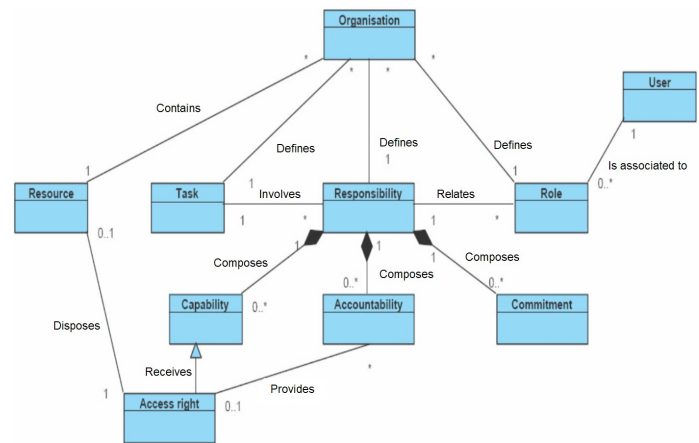 Organisation
User
* * * *
Contains
1
Defines
Defines
Defines
Is associated to
1
1
1
1
0..*
Resource
Task
Involves
Responsibility
Relates
Role
1
*
1
*
0..1
1
1
1
Composes
Composes
Composes
0..*
0..*
0..*
Capability
Accountability
Commitment
Disposes
Receives
Provides
*
1
0..1
Access right